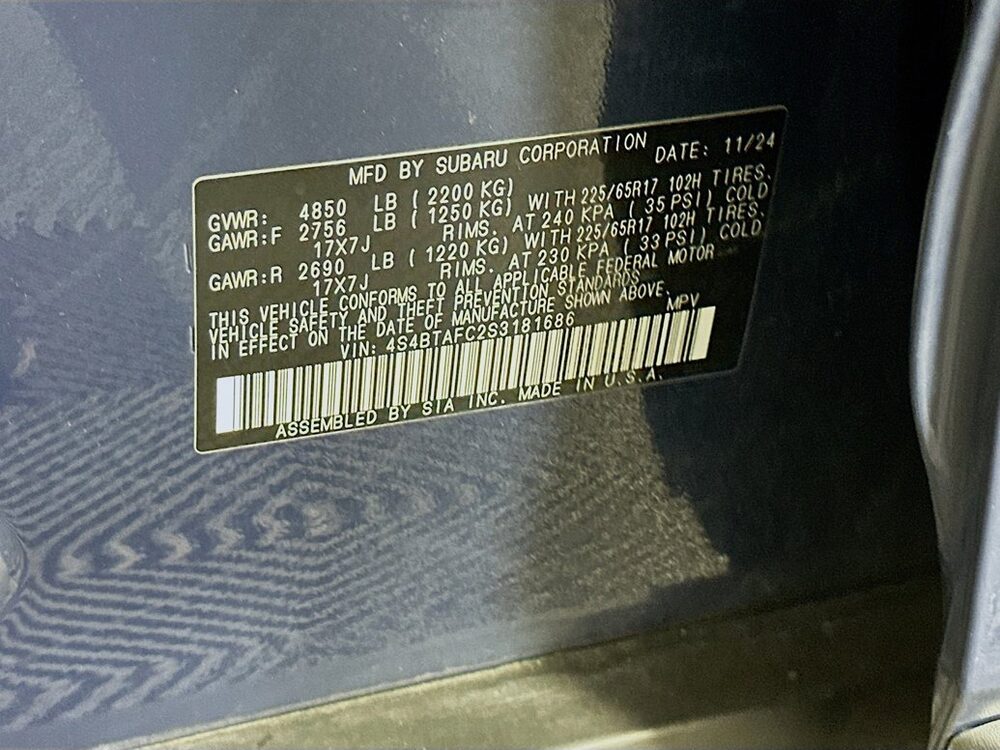 MFD BY SUBARU CORPORATION DATE: 11/24
GVWR: 4850 LB ( 2200 KG)
GAWR:F 2756 LB ( 1250 KG) WITH 225/65R17 102H TIRES.
17X7J RIMS. AT 240 KPA ( 35 PSI) COLD
GAWR:R 2690 LB ( 1220 KG) WITH 225/65R17 102H TIRES.
17X7J RIMS. AT 230 KPA ( 33 PSI) COLD
THIS VEHICLE CONFORMS TO ALL APPLICABLE FEDERAL MOTOR
VEHICLE SAFETY AND THEFT PREVENTION STANDARDS
IN EFFECT ON THE DATE OF MANUFACTURE SHOWN ABOVE.
VIN: 4S4BTAFC2S3181686 MPV
ASSEMBLED BY SIA INC. MADE IN U.S.A.